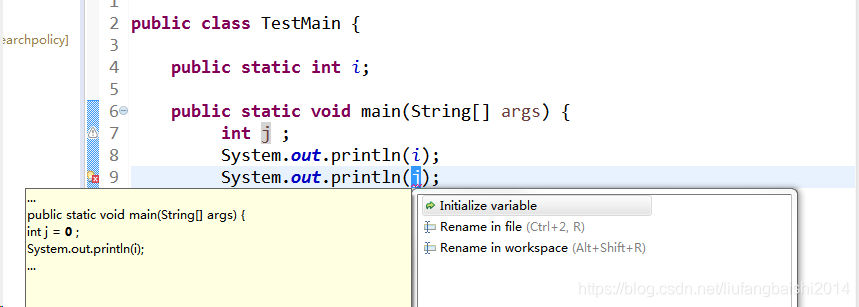 1
2 public class TestMain {
earchpolicy]
3
4 public static int i;
5
6 public static void main(String[] args) {
7 int j ;
8 System.out.println(i);
9 System.out.println(j);
...
public static void main(String[] args) {
int j = 0 ;
System.out.println(i);
...
Initialize variable
Rename in file (Ctrl+2, R)
Rename in workspace (Alt+Shift+R)
https://blog.csdn.net/liufangbaishi2014